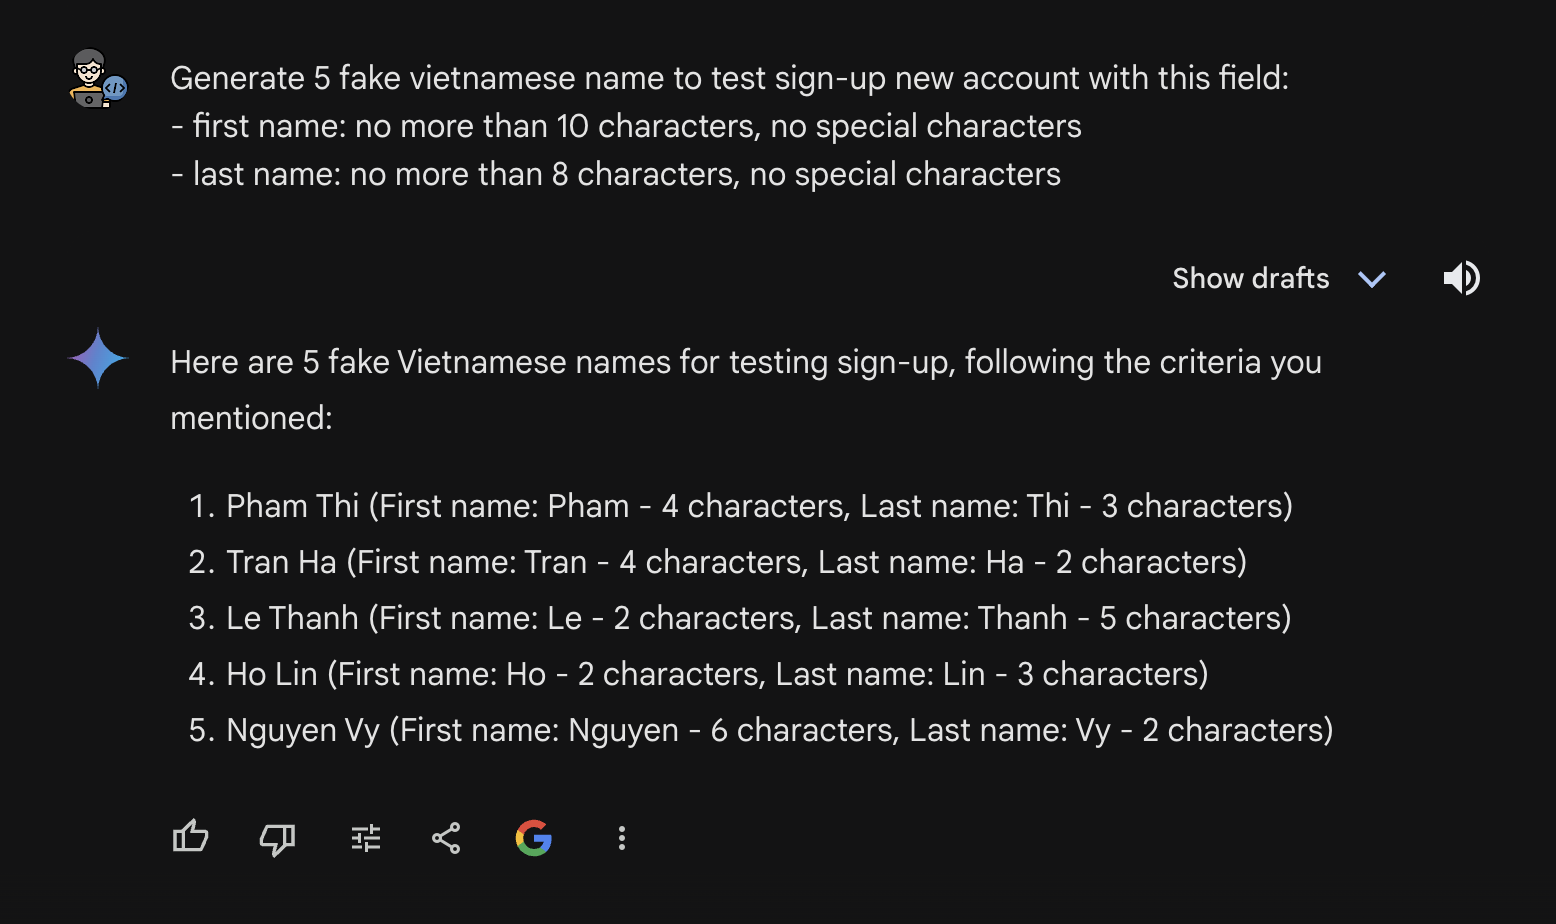 Generate 5 fake vietnamese name to test sign-up new account with this field:
- first name: no more than 10 characters, no special characters
- last name: no more than 8 characters, no special characters
Show drafts
Here are 5 fake Vietnamese names for testing sign-up, following the criteria you
mentioned:
1. Pham Thi (First name: Pham - 4 characters, Last name: Thi - 3 characters)
2. Tran Ha (First name: Tran - 4 characters, Last name: Ha - 2 characters)
3. Le Thanh (First name: Le - 2 characters, Last name: Thanh - 5 characters)
4. Ho Lin (First name: Ho - 2 characters, Last name: Lin - 3 characters)
5. Nguyen Vy (First name: Nguyen - 6 characters, Last name: Vy - 2 characters)